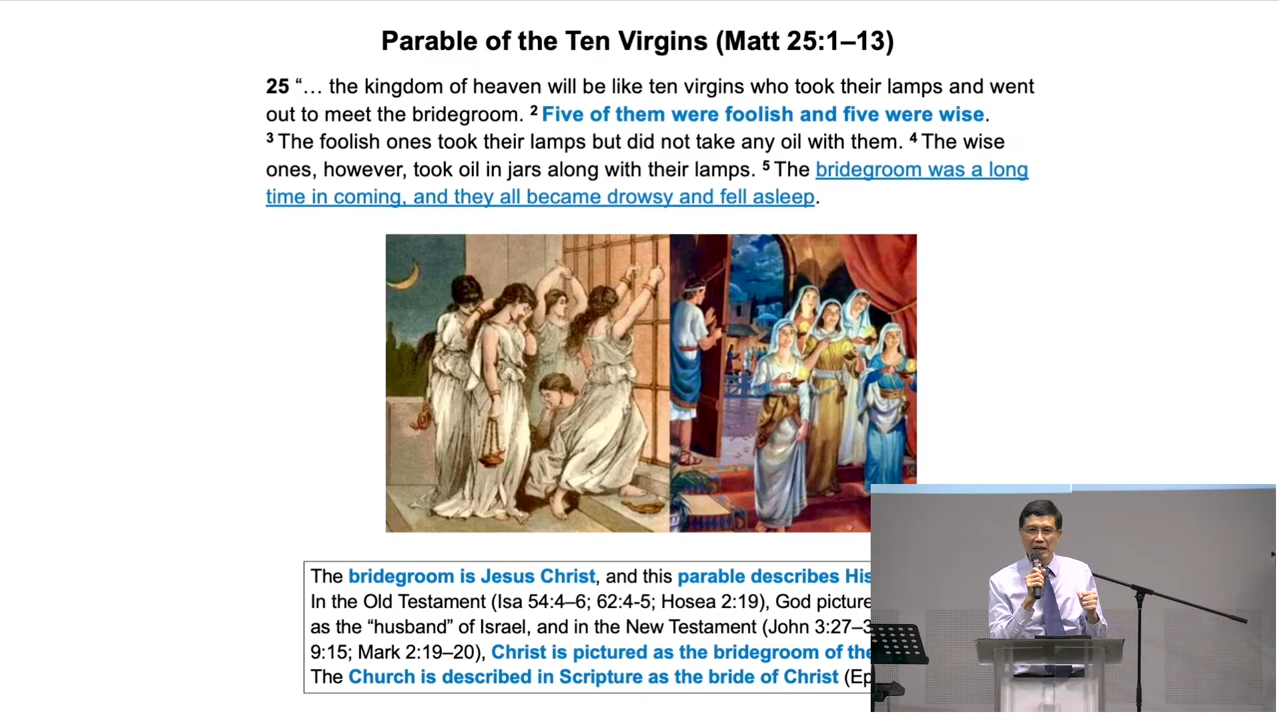 Parable of the Ten Virgins (Matt 25:1–13)
25 “… the kingdom of heaven will be like ten virgins who took their lamps and went
out to meet the bridegroom. 2 Five of them were foolish and five were wise.
3 The foolish ones took their lamps but did not take any oil with them. 4 The wise
ones, however, took oil in jars along with their lamps. 5 The bridegroom was a long
time in coming, and they all became drowsy and fell asleep.
The bridegroom is Jesus Christ, and this parable describes His
In the Old Testament (Isa 54:4–6; 62:4-5; Hosea 2:19), God picture
as the “husband” of Israel, and in the New Testament (John 3:27–3
9:15; Mark 2:19–20), Christ is pictured as the bridegroom of the
The Church is described in Scripture as the bride of Christ (Ep